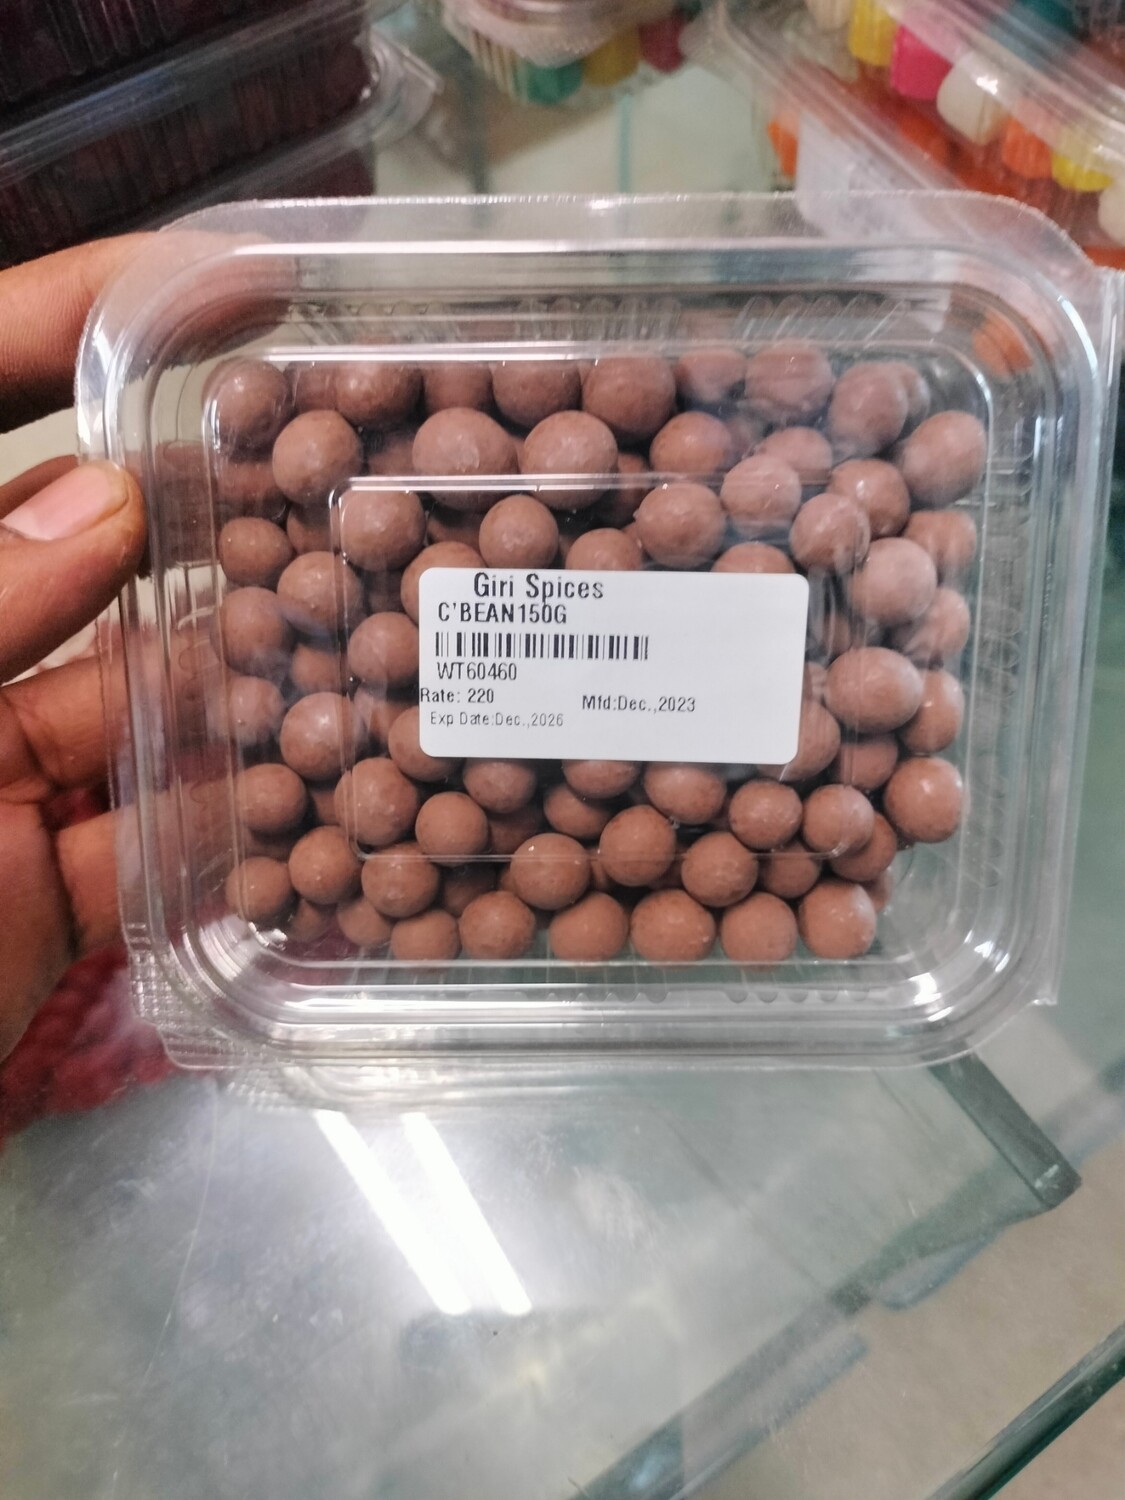 Giri Spices
C'BEAN150G
WT60460
Rate: 220 Mfd:Dec.,2023
Exp Date:Dec.,2026